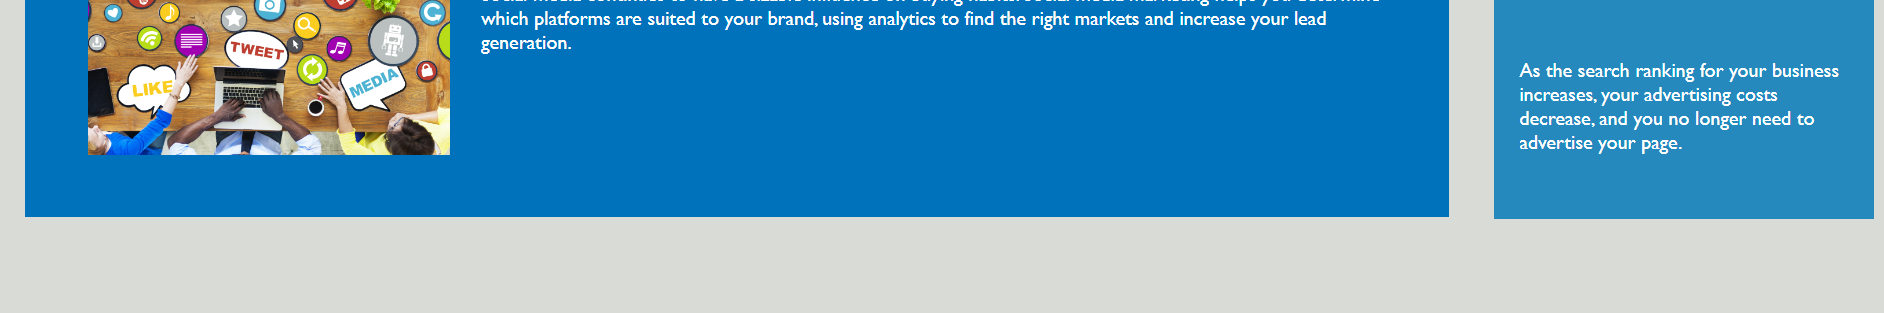 which platforms are suited to your brand, using analytics to find the right markets and increase your lead
generation.
TWEET
LIKE
MEDIA
As the search ranking for your business
increases, your advertising costs
decrease, and you no longer need to
advertise your page.